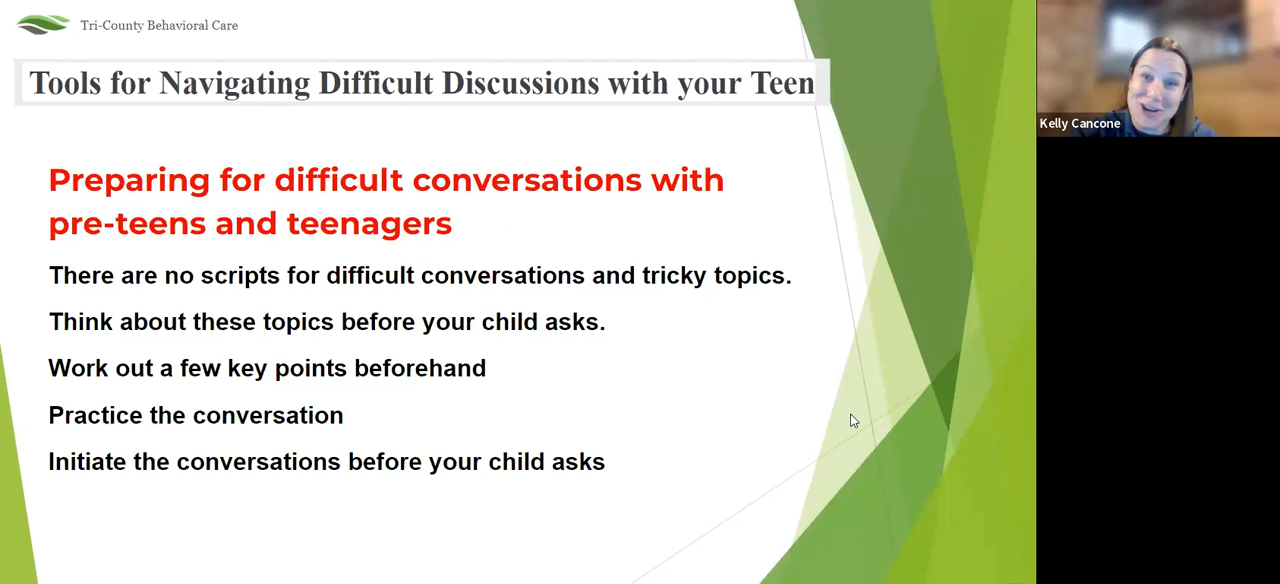 Tri-County Behavioral Care
Tools for Navigating Difficult Discussions with your Teen
Kelly Cancone
Preparing for difficult conversations with
pre-teens and teenagers
There are no scripts for difficult conversations and tricky topics.
Think about these topics before your child asks.
Work out a few key points beforehand
Practice the conversation
Initiate the conversations before your child asks